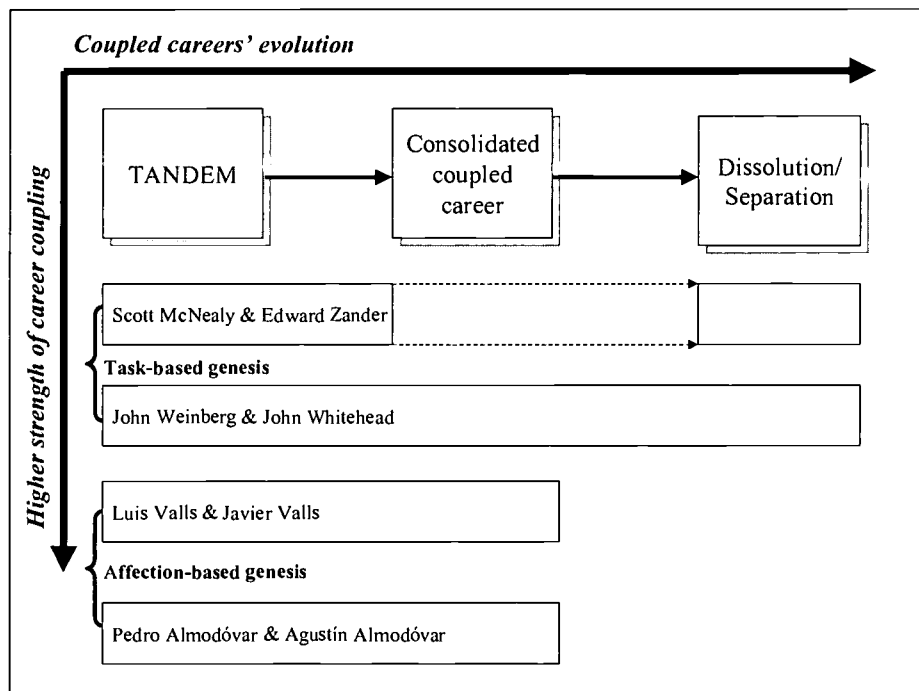 Coupled careers' evolution
Higher strength of career coupling
TANDEM
Consolidated
coupled
career
Dissolution/
Separation
Scott McNealy & Edward Zander
Task-based genesis
John Weinberg & John Whitehead
Luis Valls & Javier Valls
Affection-based genesis
Pedro Almodóvar & Agustín Almodóvar